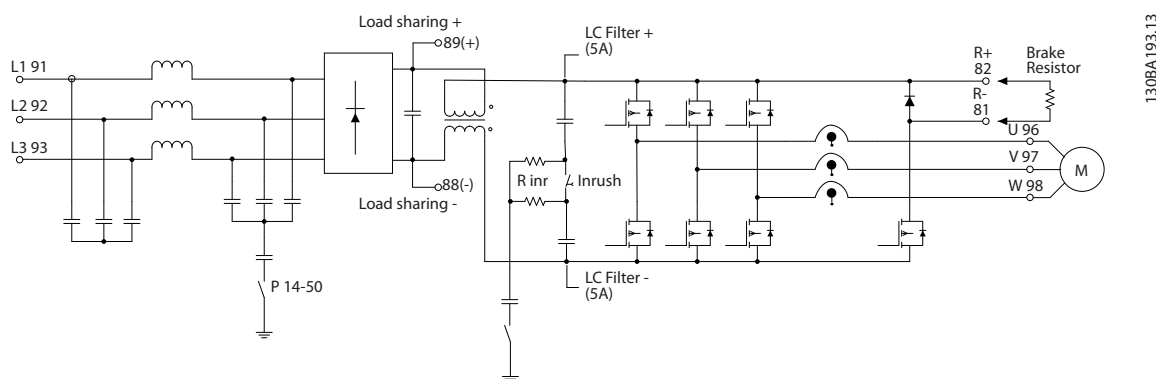 Load sharing +
89(+)
LC Filter +
(5A)
130BA193.13
L1 91
L2 92
L3 93
R+
82
Brake
Resistor
R-
81
U 96
V 97
W 98
M
R inr
Inrush
88(-)
Load sharing -
P 14-50
LC Filter -
(5A)